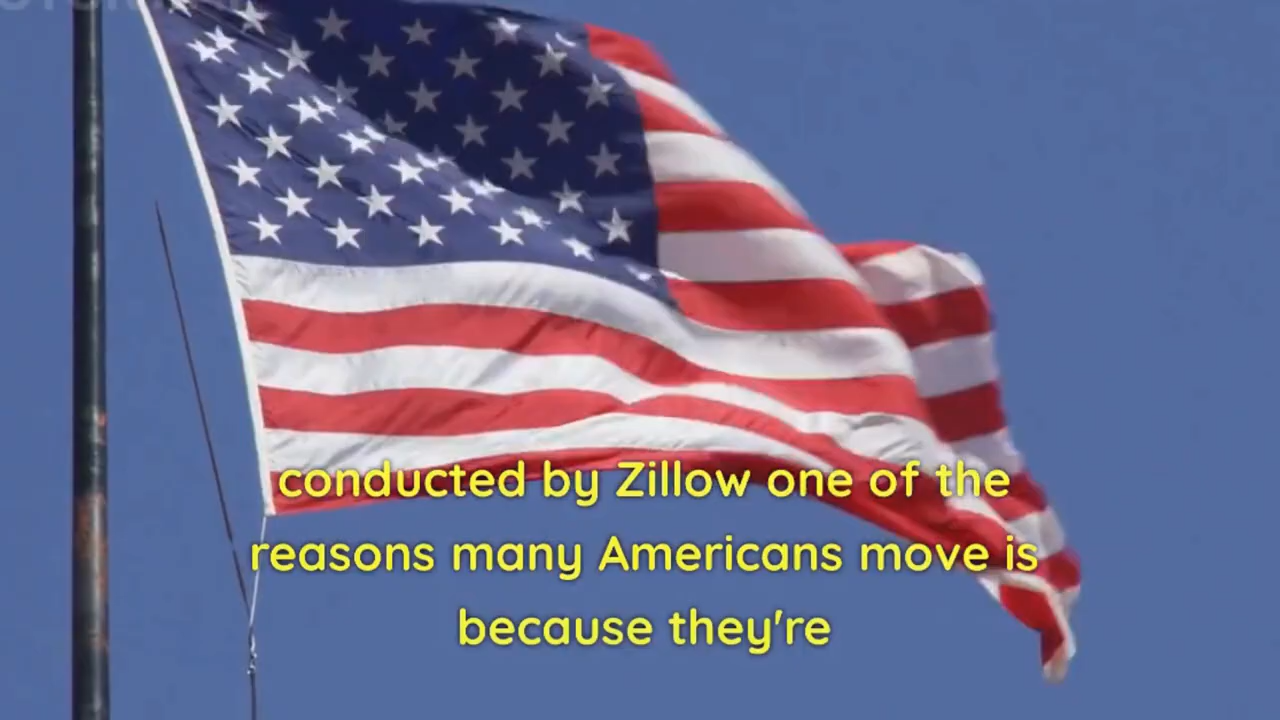 conducted by Zillow one of the
reasons many Americans move is
because they're